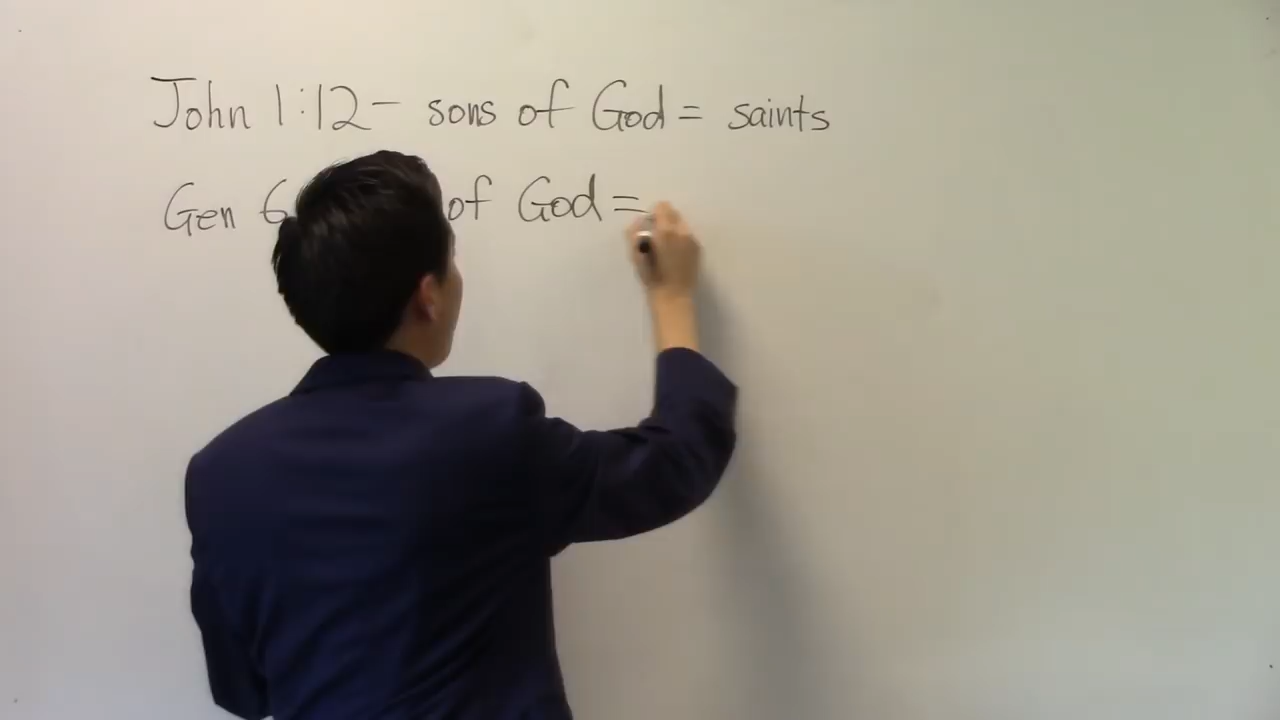 John 1:12- sons of God = saints
Gen 6 of God =